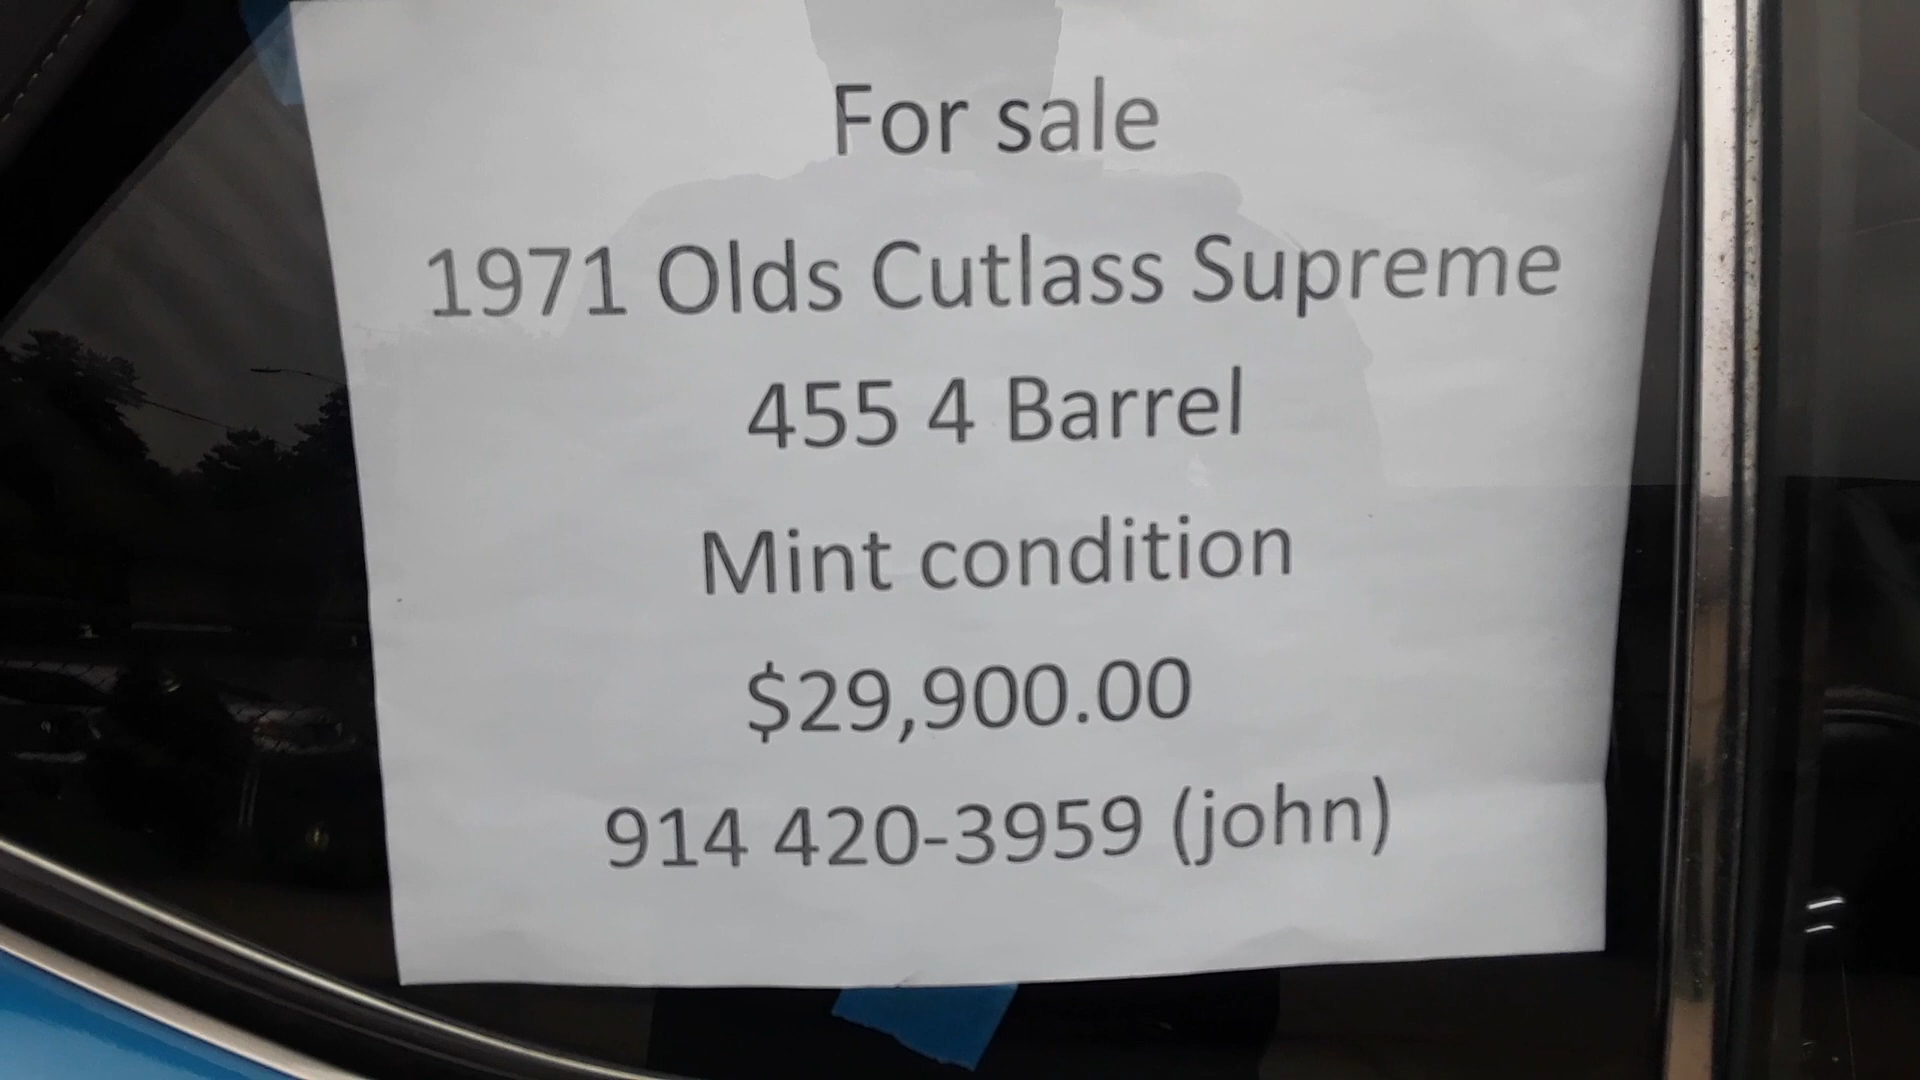 For sale
1971 Olds Cutlass Supreme
455 4 Barrel
Mint condition
$29,900.00
914 420-3959 (john)